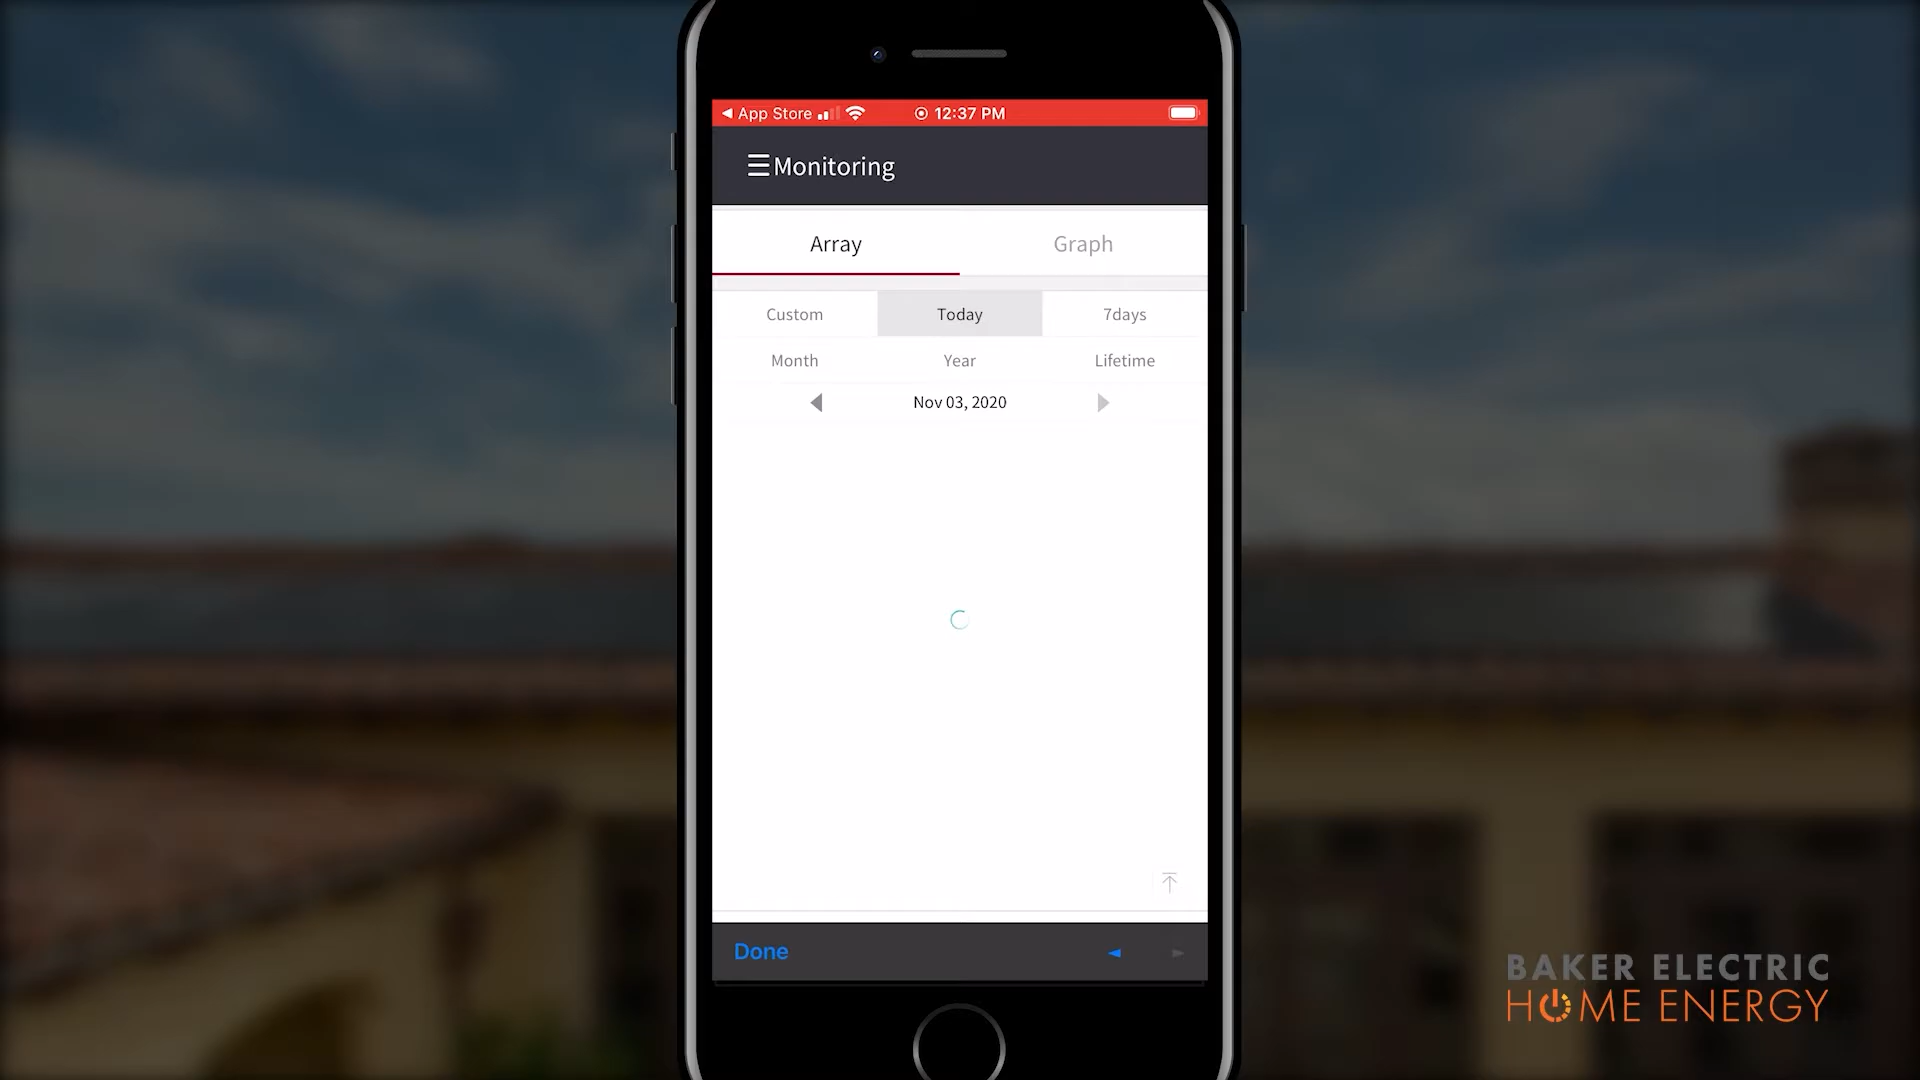 App Store 12:37 PM
Monitoring
Array Graph
Custom Today 7days
Month Year Lifetime
Nov 03, 2020
Done
BAKER ELECTRIC
HOME ENERGY